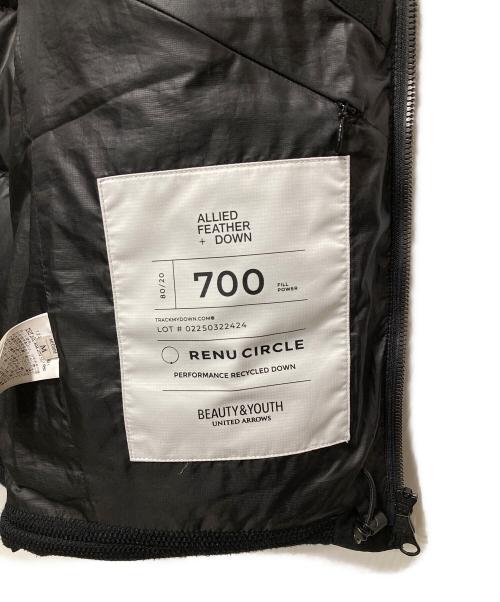 ALLIED
FEATHER
+ DOWN
80/20
700
FILL
POWER
TRACKMYDOWN.COM®
LOT # 02250322424
RENU CIRCLE
PERFORMANCE RECYCLED DOWN
BEAUTY&YOUTH
UNITED ARROWS
M